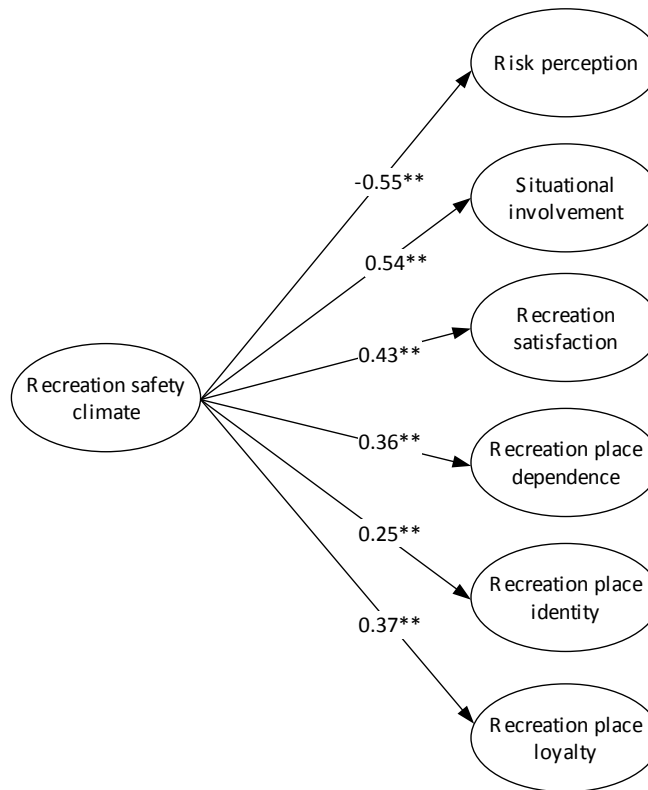 Risk perception
-0.55**
Situational
involvement
0.54**
Recreation
satisfaction
0.43**
Recreation safety
climate
0.36**
Recreation place
dependence
0.25**
Recreation place
identity
0.37**
Recreation place
loyalty